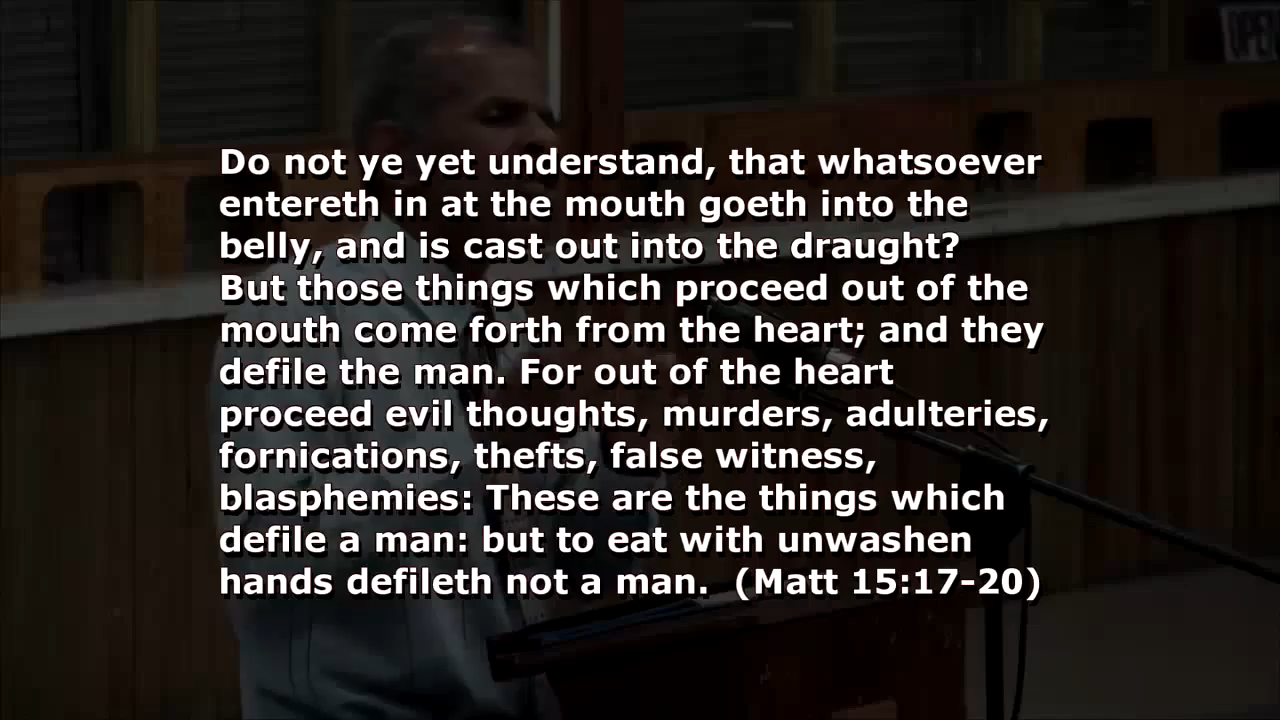 OPEN
Do not ye yet understand, that whatsoever
entereth in at the mouth goeth into the
belly, and is cast out into the draught?
But those things which proceed out of the
mouth come forth from the heart; and they
defile the man. For out of the heart
proceed evil thoughts, murders, adulteries,
fornications, thefts, false witness,
blasphemies: These are the things which
defile a man: but to eat with unwashen
hands defileth not a man.  (Matt 15:17-20)